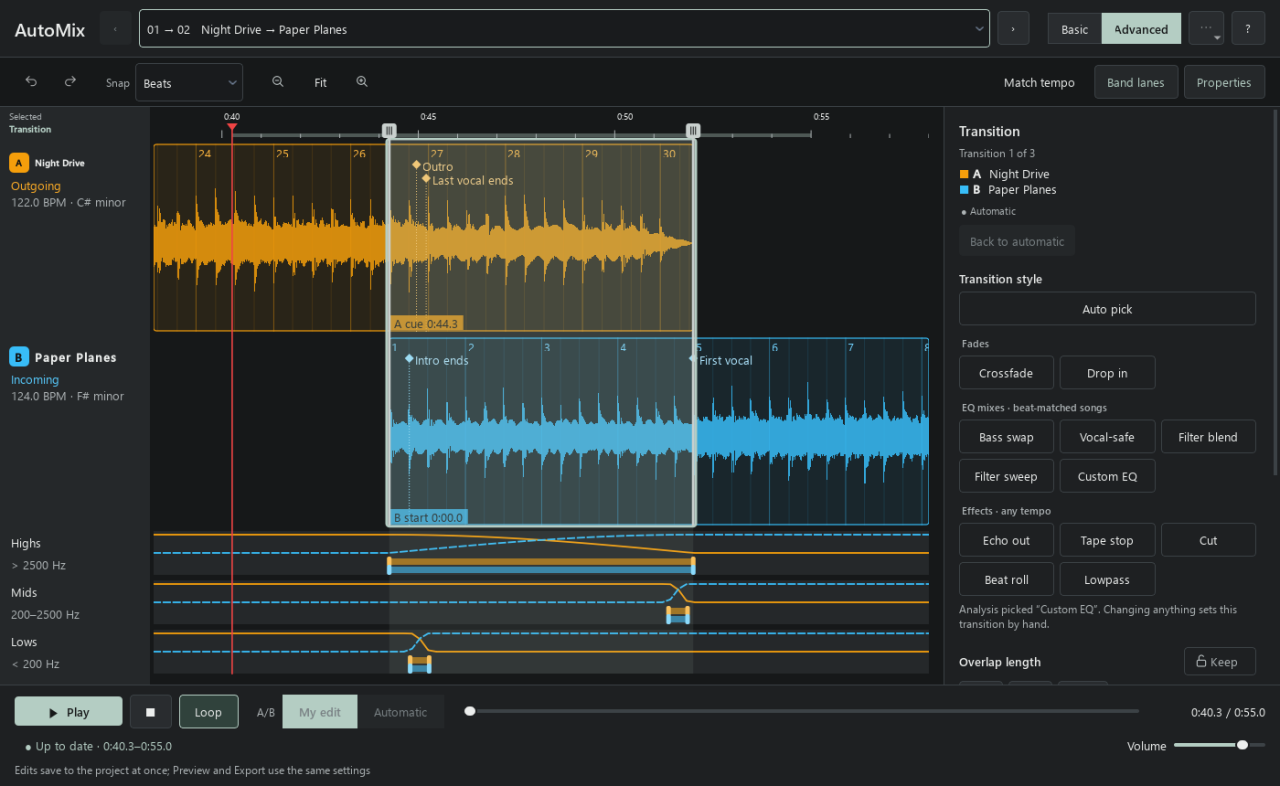 AutoMix
01 → 02 Night Drive → Paper Planes
Basic
Advanced
?
Snap
Beats
Fit
Match tempo
Band lanes
Properties
Selected
Transition
0:40
0:45
0:50
0:55
A Night Drive
Outgoing
122.0 BPM · C# minor
24 25 26 27 28 29 30
Outro
Last vocal ends
A cue 0:44.3
B Paper Planes
Incoming
124.0 BPM · F# minor
1 2 3 4 5 6 7 8
Intro ends
First vocal
B start 0:00.0
Highs
> 2500 Hz
Mids
200–2500 Hz
Lows
< 200 Hz
Transition
Transition 1 of 3
A Night Drive
B Paper Planes
• Automatic
Back to automatic
Transition style
Auto pick
Fades
Crossfade
Drop in
EQ mixes · beat-matched songs
Bass swap
Vocal-safe
Filter blend
Filter sweep
Custom EQ
Effects · any tempo
Echo out
Tape stop
Cut
Beat roll
Lowpass
Analysis picked “Custom EQ”. Changing anything sets this
transition by hand.
Overlap length
Keep
Play
Loop
A/B
My edit
Automatic
0:40.3 / 0:55.0
• Up to date · 0:40.3–0:55.0
Volume
Edits save to the project at once; Preview and Export use the same settings